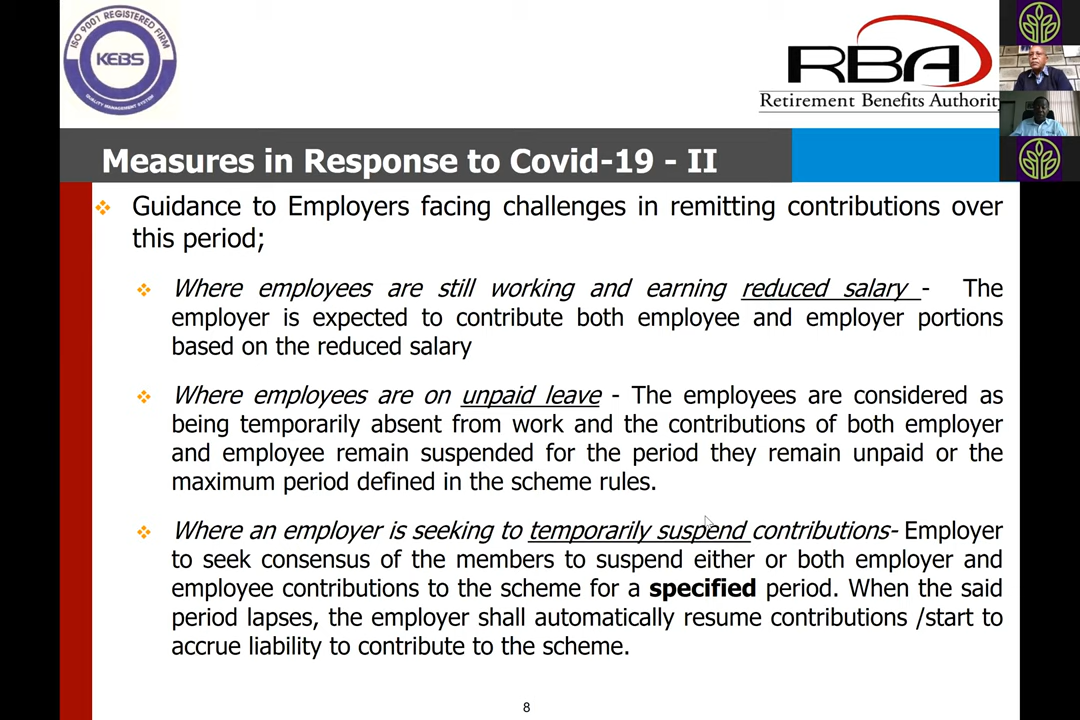 ISO 9001 REGISTERED FIRM
KEBS
QUALITY MANAGEMENT SYSTEM
RBA
Retirement Benefits Authority
Measures in Response to Covid-19 - II
Guidance to Employers facing challenges in remitting contributions over
this period;
Where employees are still working and earning reduced salary - The
employer is expected to contribute both employee and employer portions
based on the reduced salary
Where employees are on unpaid leave - The employees are considered as
being temporarily absent from work and the contributions of both employer
and employee remain suspended for the period they remain unpaid or the
maximum period defined in the scheme rules.
Where an employer is seeking to temporarily suspend contributions- Employer
to seek consensus of the members to suspend either or both employer and
employee contributions to the scheme for a specified period. When the said
period lapses, the employer shall automatically resume contributions /start to
accrue liability to contribute to the scheme.
8